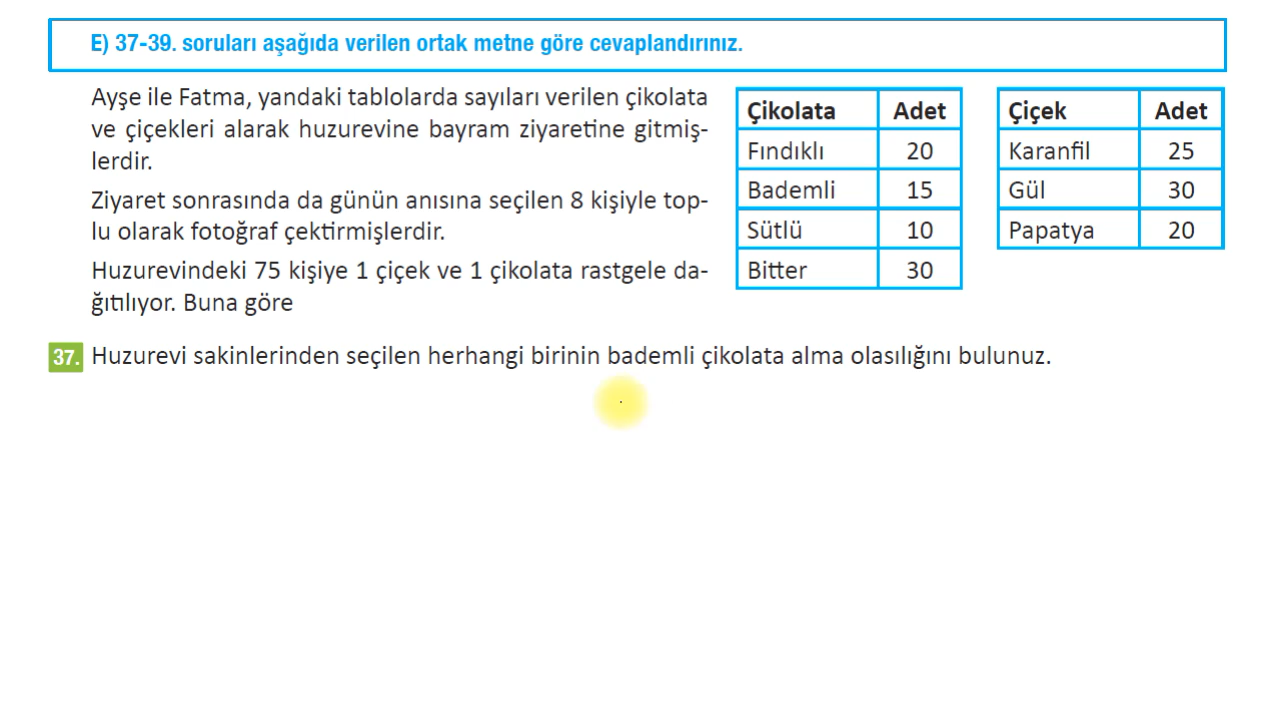 E) 37-39. soruları aşağıda verilen ortak metne göre cevaplandırınız.
Ayşe ile Fatma, yandaki tablolarda sayıları verilen çikolata
ve çiçekleri alarak huzurevine bayram ziyaretine gitmiş-
lerdir.
Ziyaret sonrasında da günün anısına seçilen 8 kişiyle top-
lu olarak fotoğraf çektirmişlerdir.
Huzurevindeki 75 kişiye 1 çiçek ve 1 çikolata rastgele da-
ğıtılıyor. Buna göre
Çikolata Adet
Fındıklı 20
Bademli 15
Sütlü 10
Bitter 30
Çiçek Adet
Karanfil 25
Gül 30
Papatya 20
37. Huzurevi sakinlerinden seçilen herhangi birinin bademli çikolata alma olasılığını bulunuz.